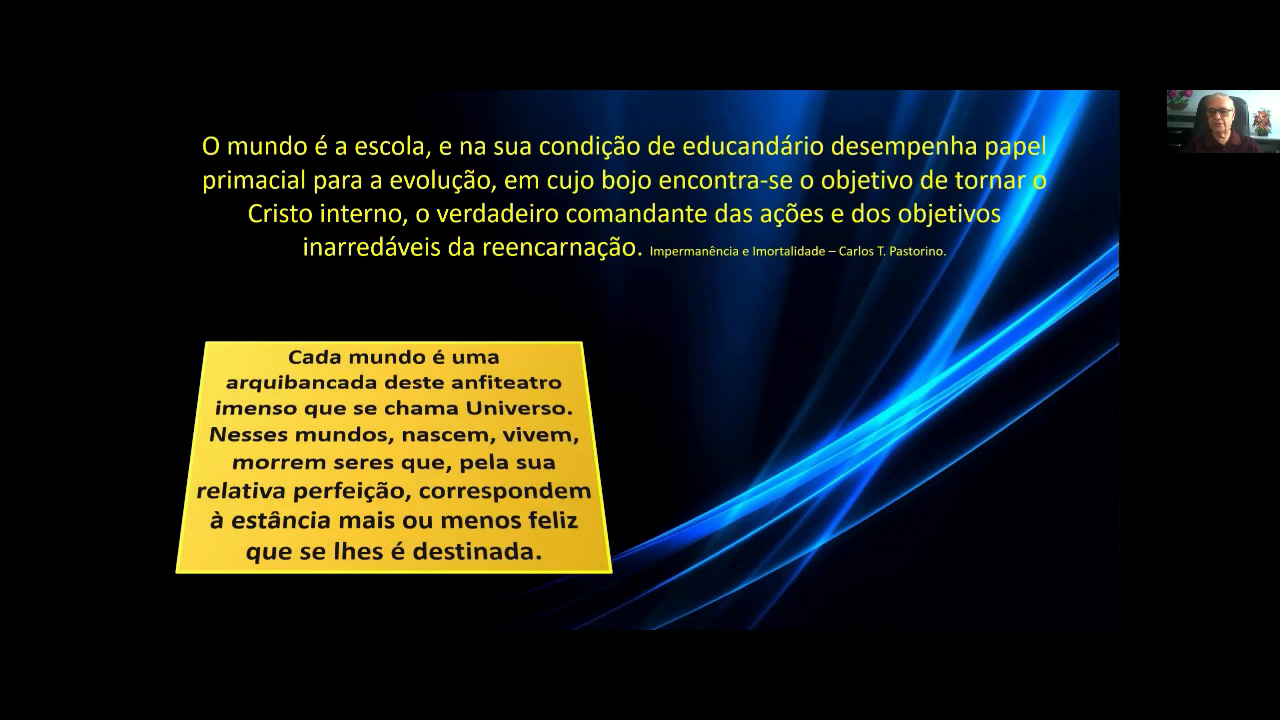 O mundo é a escola, e na sua condição de educandário desempenha papel
primacial para a evolução, em cujo bojo encontra-se o objetivo de tornar o
Cristo interno, o verdadeiro comandante das ações e dos objetivos
inarredáveis da reencarnação. Impermanência e Imortalidade – Carlos T. Pastorino.
Cada mundo é uma
arquibancada deste anfiteatro
imenso que se chama Universo.
Nesses mundos, nascem, vivem,
morrem seres que, pela sua
relativa perfeição, correspondem
à estância mais ou menos feliz
que se lhes é destinada.